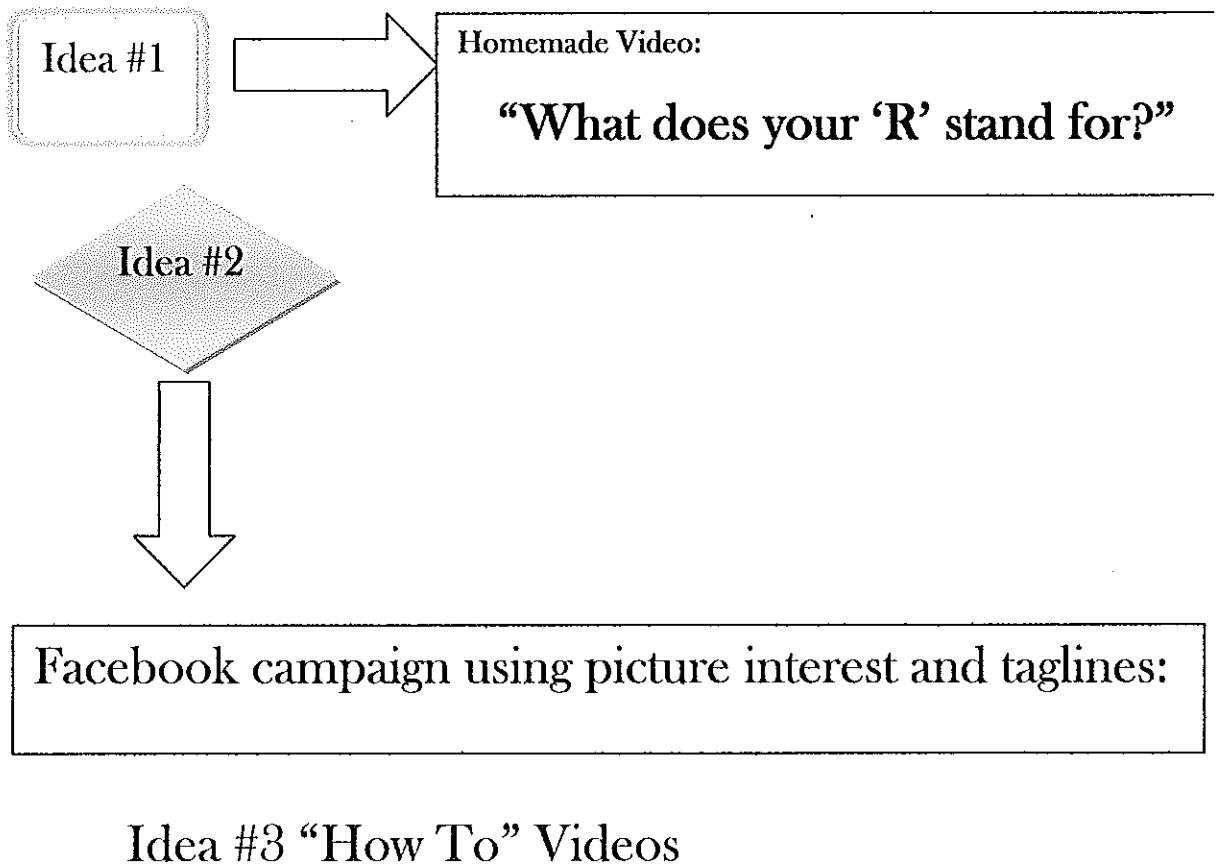 Idea #1
Homemade Video:
“What does your ‘R’ stand for?”
Idea #2
Facebook campaign using picture interest and taglines:
Idea #3 “How To” Videos